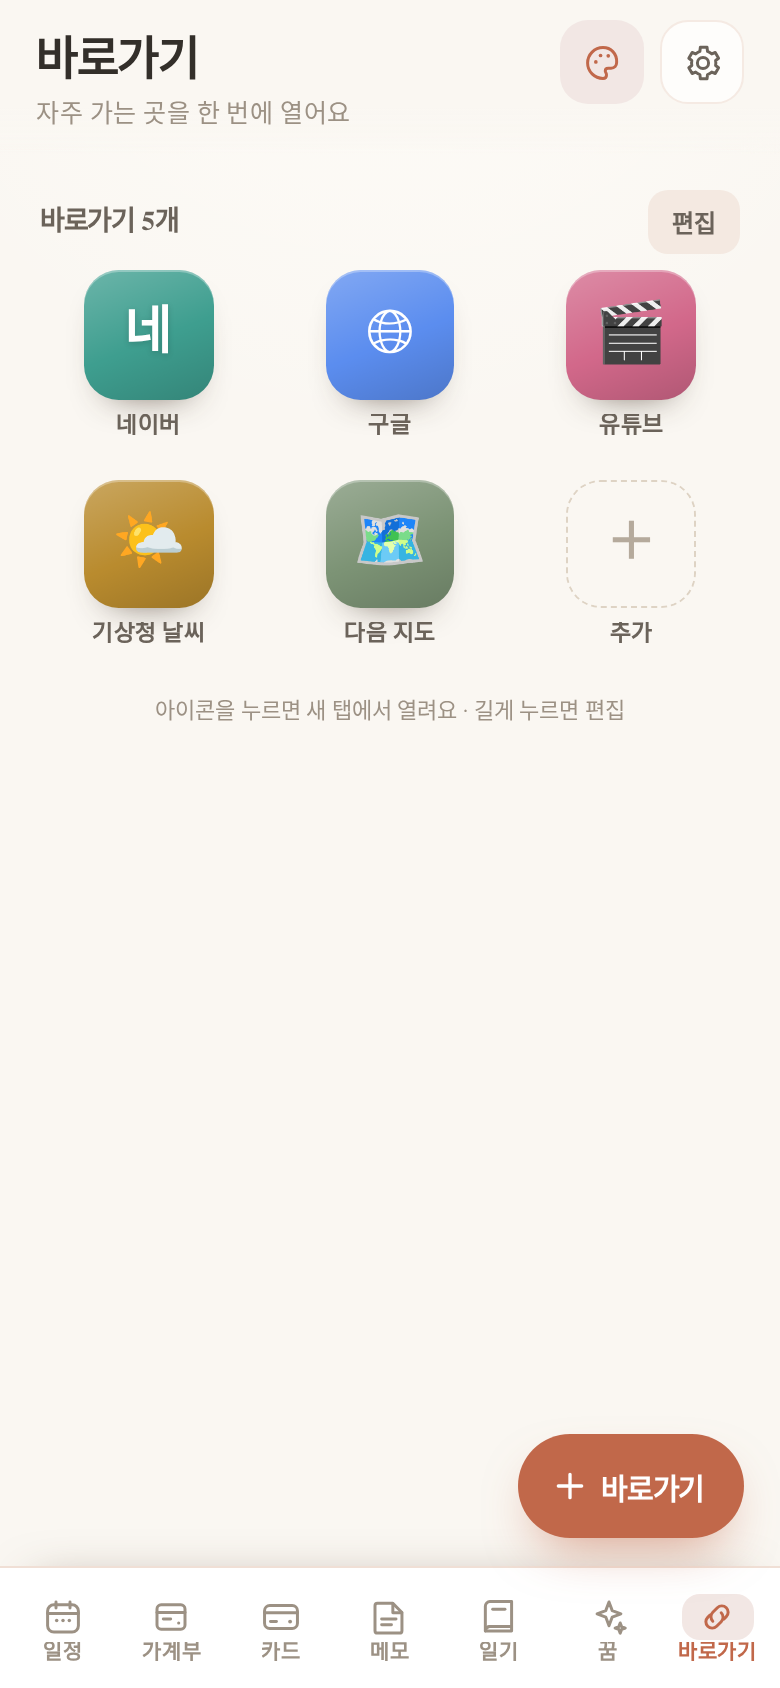 바로가기
자주 가는 곳을 한 번에 열어요
바로가기 5개
편집
네
네이버
구글
유튜브
기상청 날씨
다음 지도
추가
아이콘을 누르면 새 탭에서 열려요 · 길게 누르면 편집
바로가기
일정
가계부
카드
메모
일기
꿈
바로가기